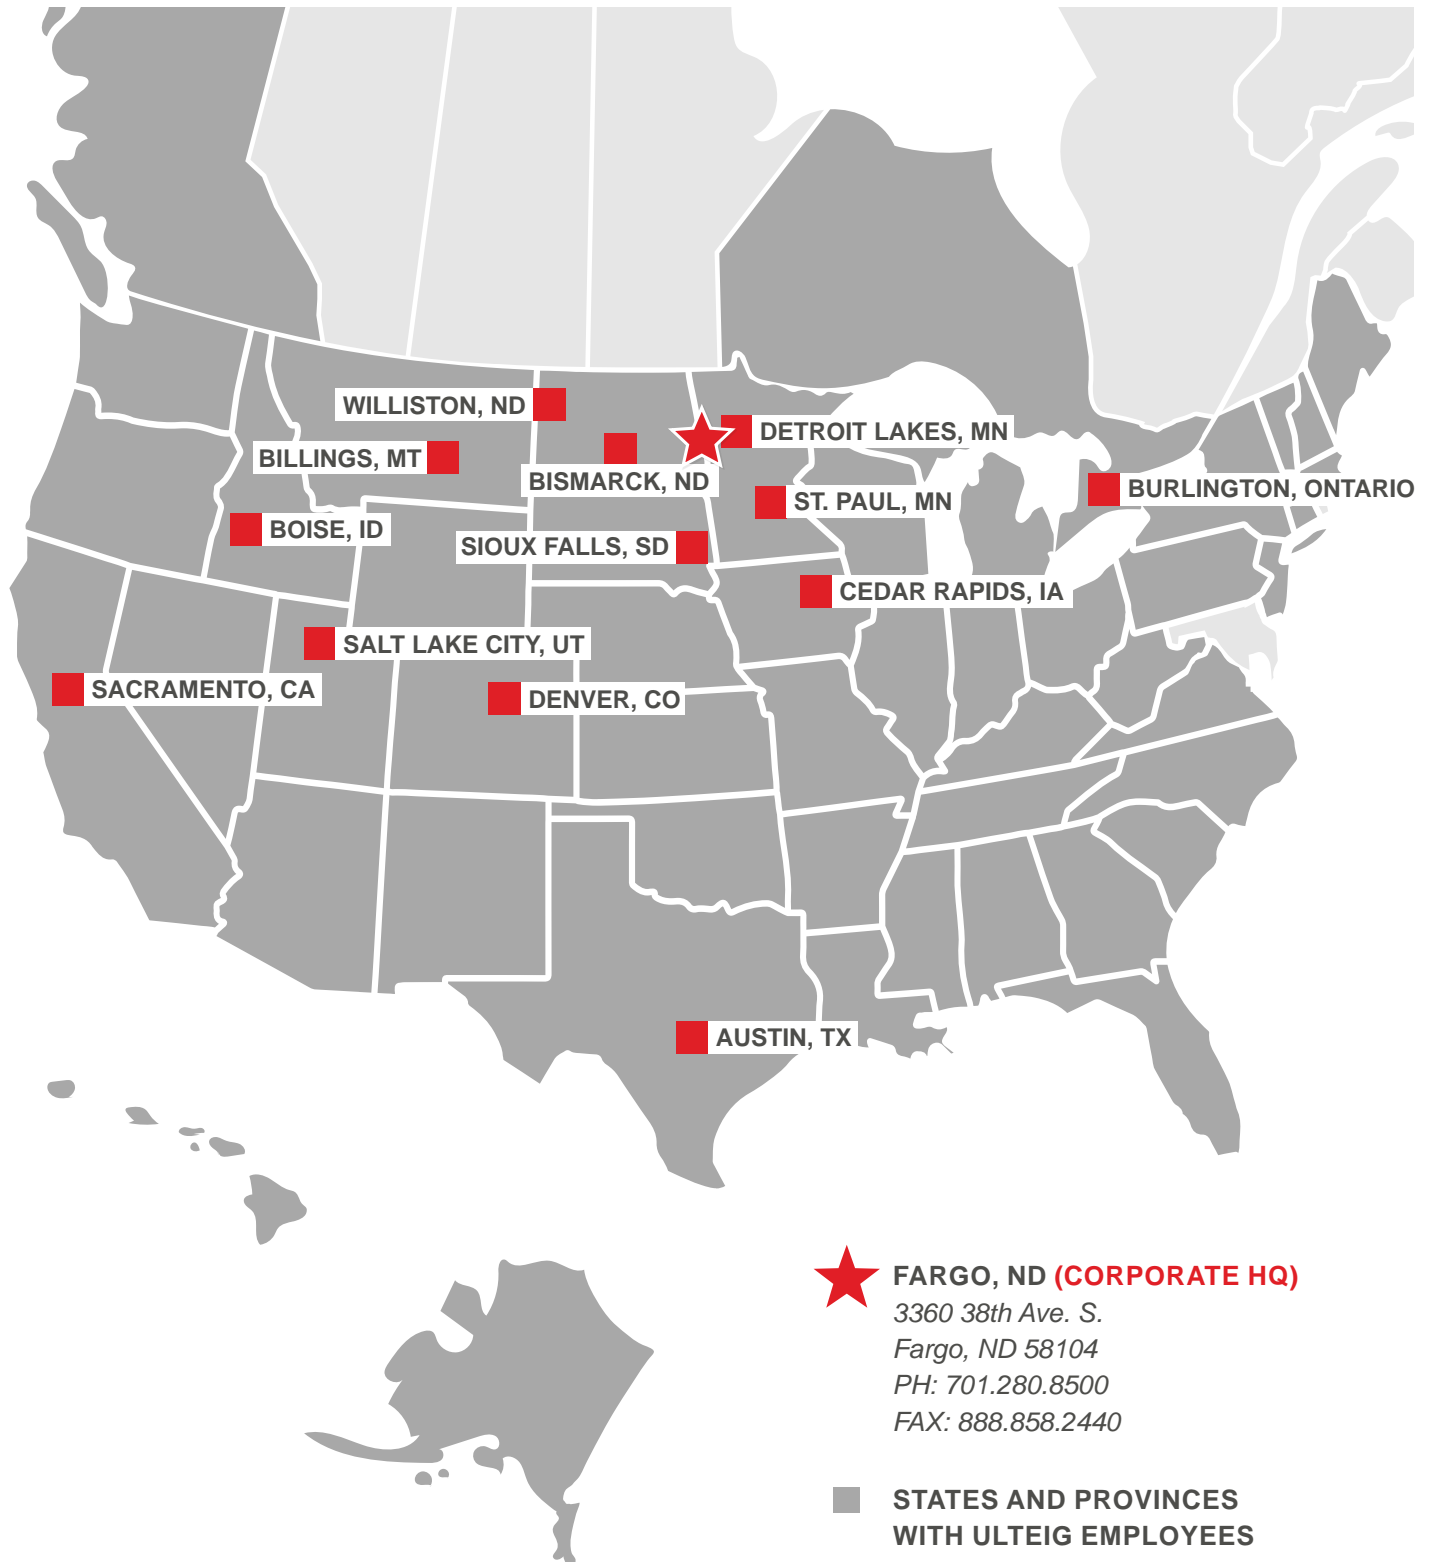 WILLISTON, ND
DETROIT LAKES, MN
BILLINGS, MT
BISMARCK, ND
BURLINGTON, ONTARIO
ST. PAUL, MN
BOISE, ID
SIOUX FALLS, SD
CEDAR RAPIDS, IA
SALT LAKE CITY, UT
SACRAMENTO, CA
DENVER, CO
AUSTIN, TX
FARGO, ND (CORPORATE HQ)
3360 38th Ave. S.
Fargo, ND 58104
PH: 701.280.8500
FAX: 888.858.2440
STATES AND PROVINCES
WITH ULTEIG EMPLOYEES